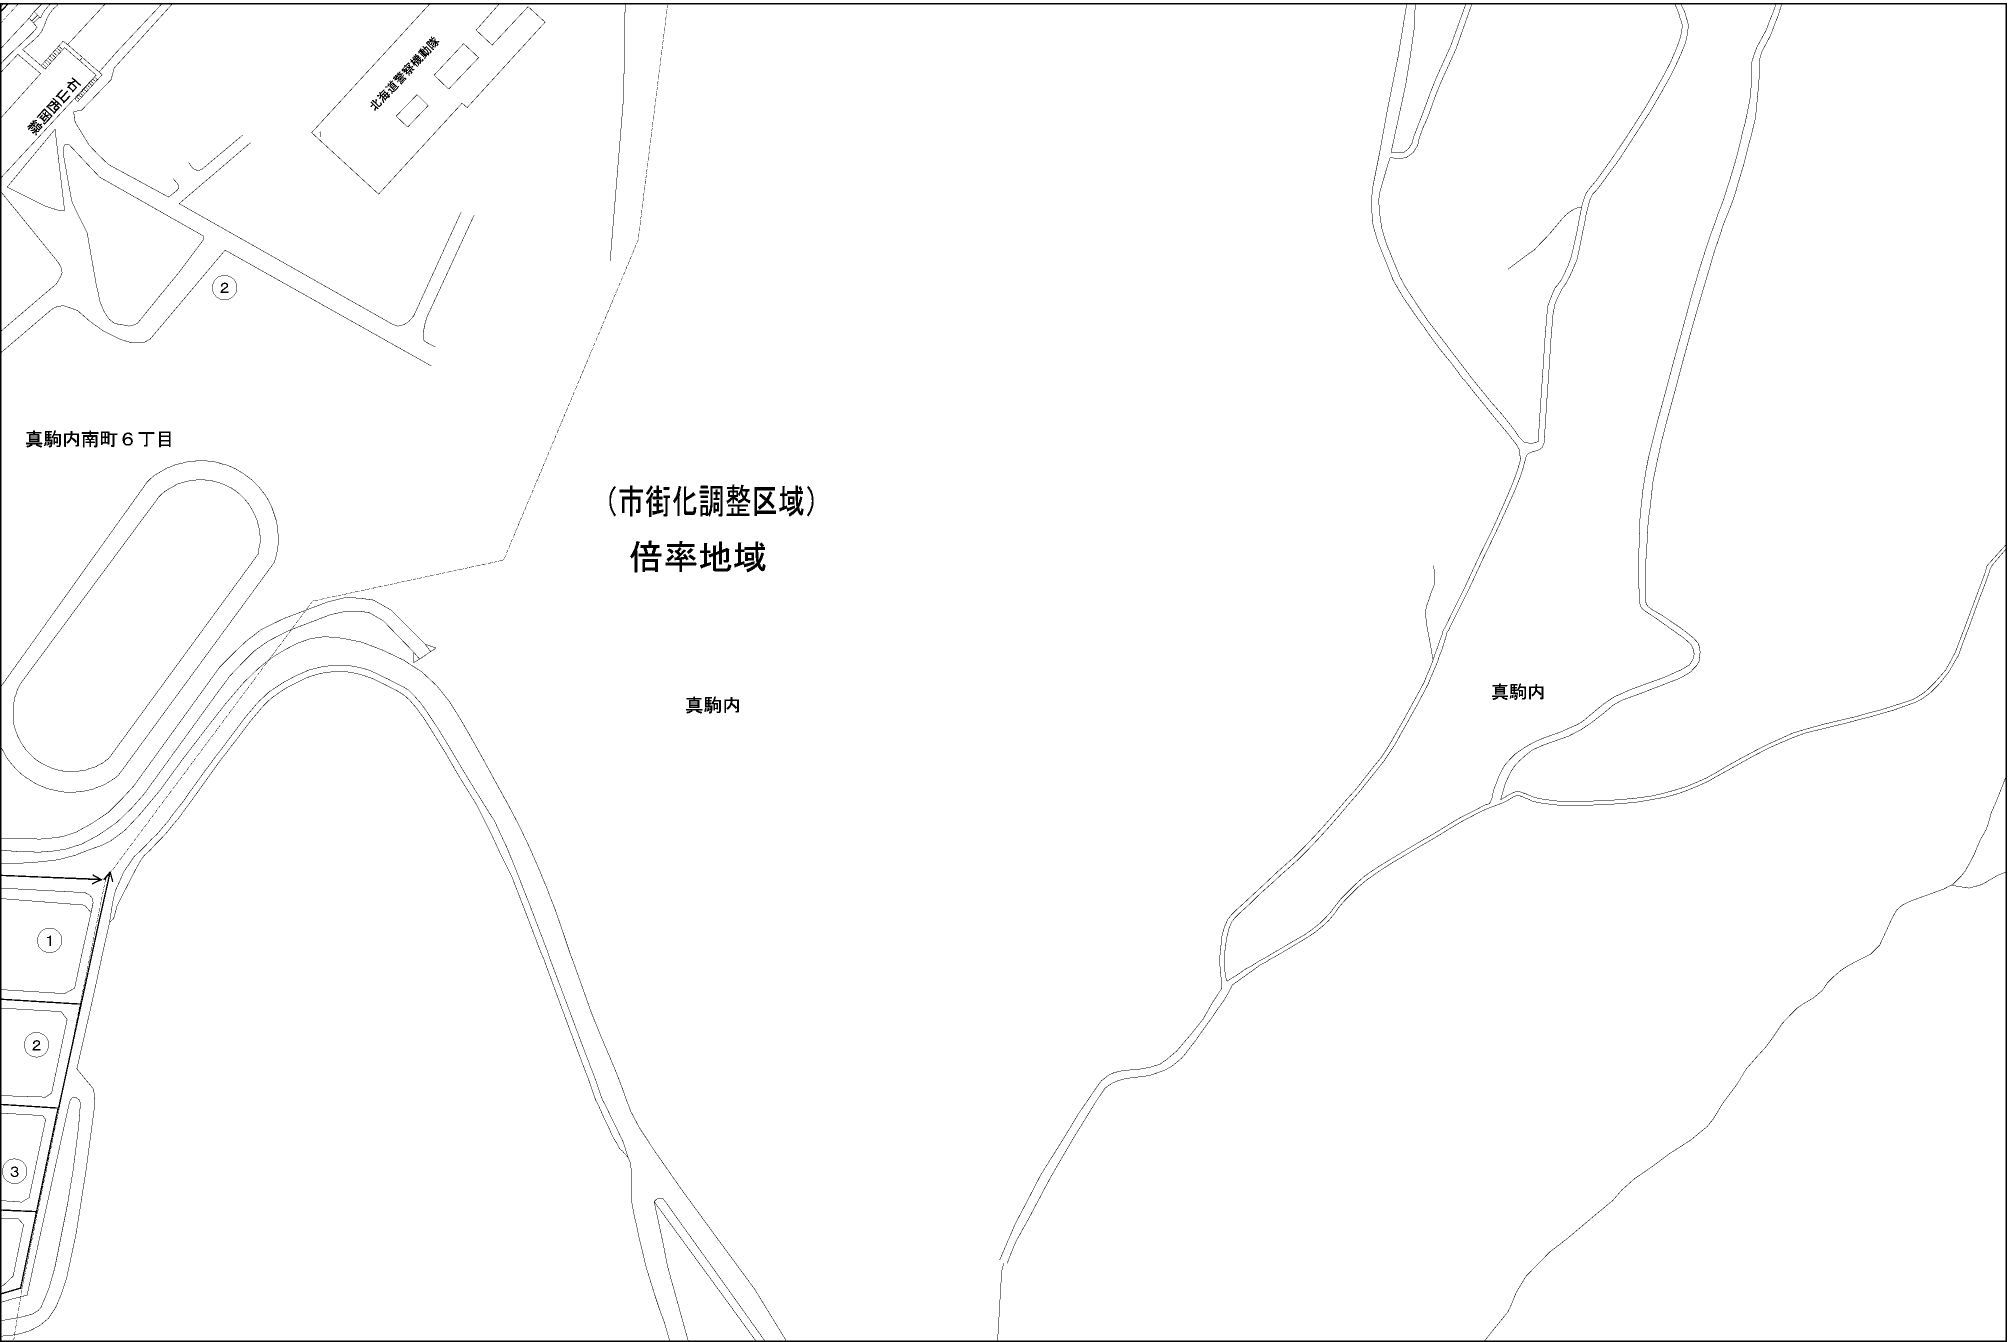 北海道警察機動隊
②
真駒内南町６丁目
（市街化調整区域）
倍率地域
真駒内
真駒内
①
②
③